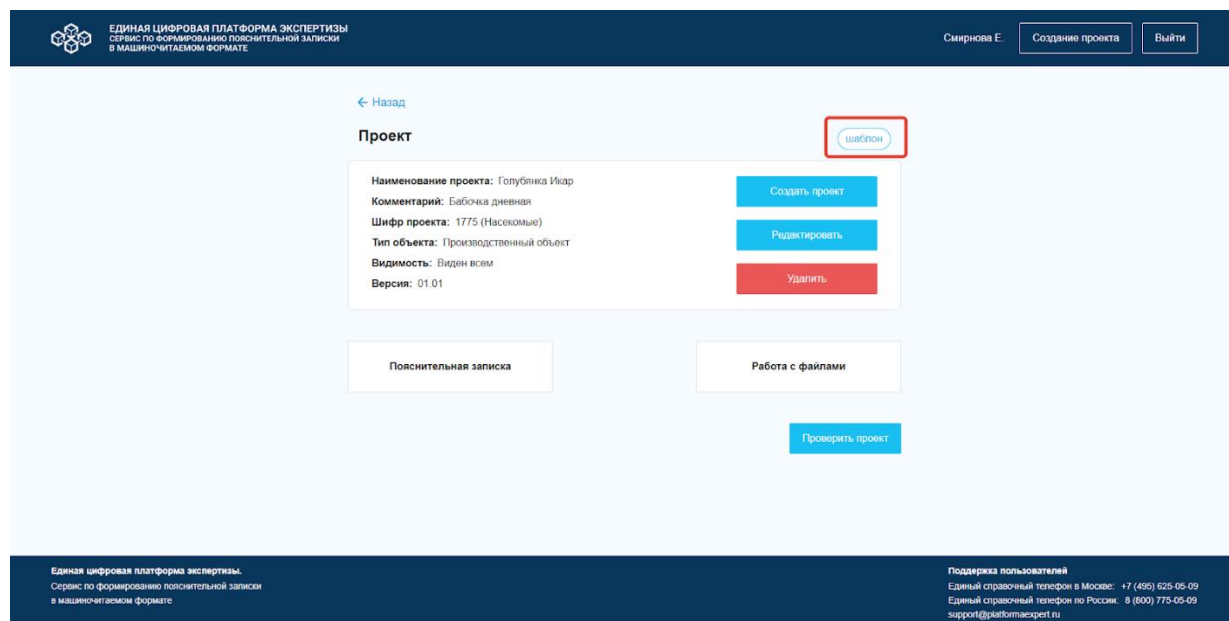 ЕДИНАЯ ЦИФРОВАЯ ПЛАТФОРМА ЭКСПЕРТИЗЫ
СЕРВИС ПО ФОРМИРОВАНИЮ ПОЯСНИТЕЛЬНОЙ ЗАПИСКИ
В МАШИНОЧИТАЕМОМ ФОРМАТЕ
Смирнова Е.
Создание проекта
Выйти
← Назад
Проект
шаблон
Наименование проекта: Голубянка Икар
Комментарий: Бабочка дневная
Шифр проекта: 1775 (Насекомые)
Тип объекта: Производственный объект
Видимость: Виден всем
Версия: 01.01
Создать проект
Редактировать
Удалить
Пояснительная записка
Работа с файлами
Проверить проект
Единая цифровая платформа экспертизы.
Сервис по формированию пояснительной записки
в машиночитаемом формате
Поддержка пользователей
Единый справочный телефон в Москве: +7 (495) 625-05-09
Единый справочный телефон по России: 8 (800) 775-05-09
support@platformaexpert.ru